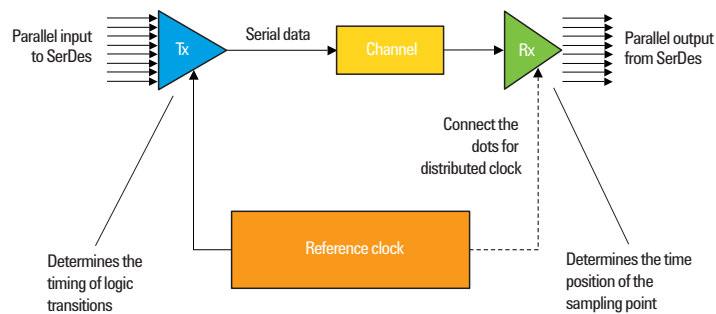 Parallel input
to SerDes
Tx
Serial data
Channel
Rx
Parallel output
from SerDes
Connect the
dots for
distributed clock
Reference clock
Determines the
timing of logic
transitions
Determines the time
position of the
sampling point